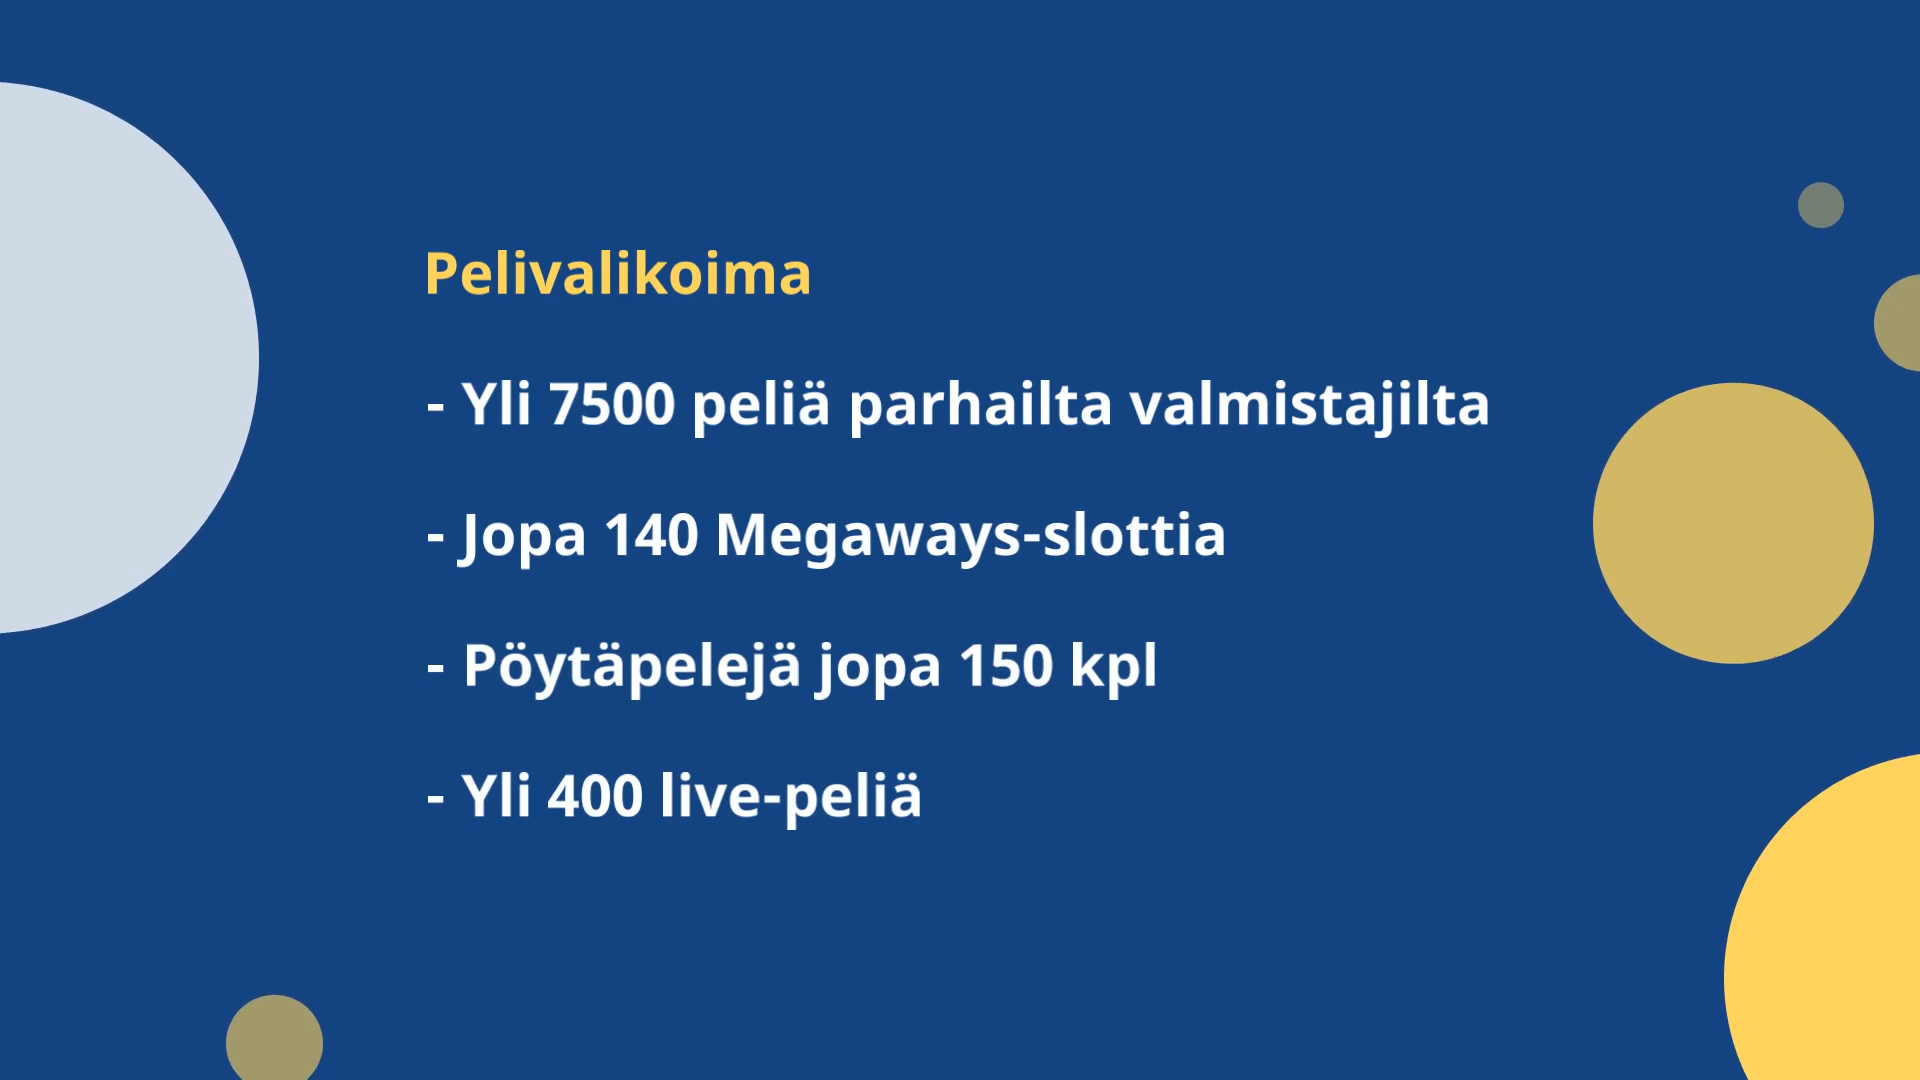 Pelivalikoima
- Yli 7500 peliä parhailta valmistajilta
- Jopa 140 Megaways-slottia
- Pöytäpelejä jopa 150 kpl
- Yli 400 live-peliä